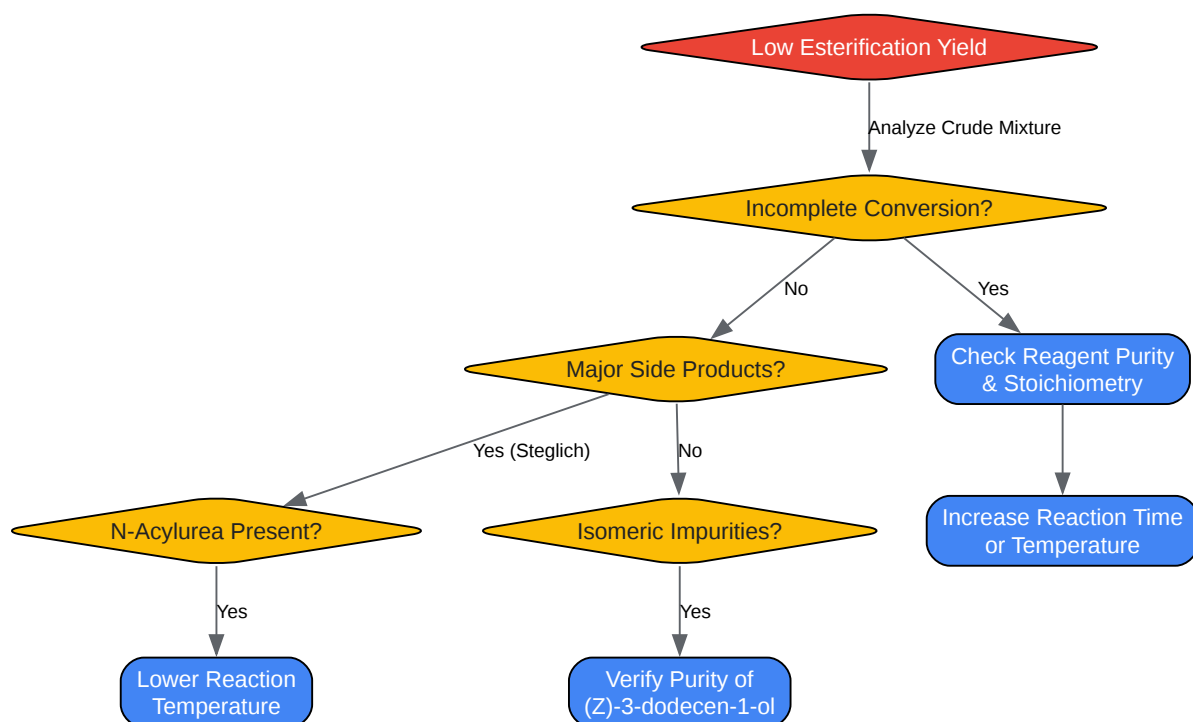 Low Esterification Yield
Analyze Crude Mixture
Incomplete Conversion?
No
Yes
Major Side Products?
Check Reagent Purity
& Stoichiometry
Yes (Steglich)
No
N-Acylurea Present?
Isomeric Impurities?
Increase Reaction Time
or Temperature
Yes
Yes
Lower Reaction
Temperature
Verify Purity of
(Z)-3-dodecen-1-ol